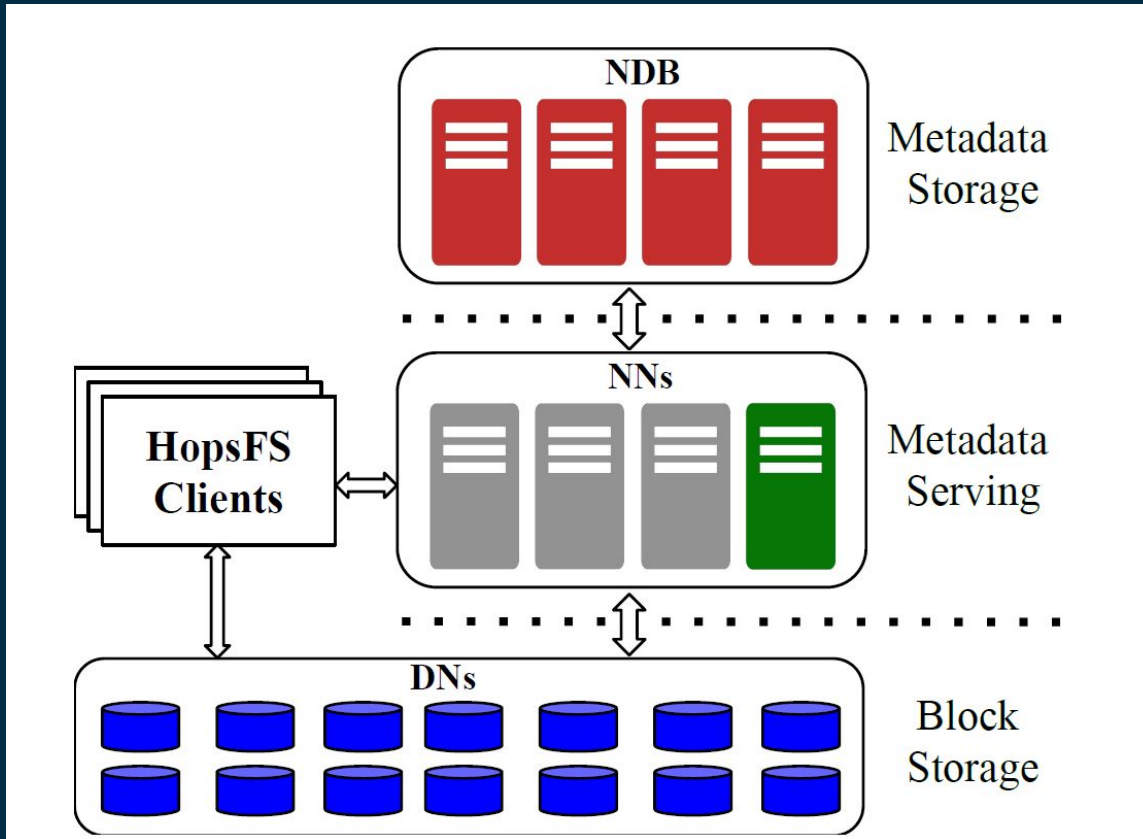 NDB
Metadata
Storage
NNs
HopsFS
Clients
Metadata
Serving
DNs
Block
Storage